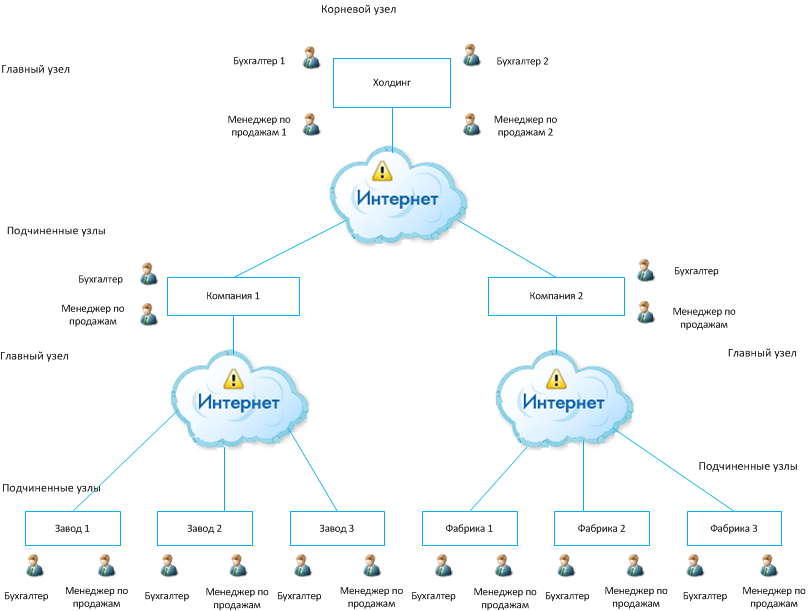 Корневой узел
Бухгалтер 1
Бухгалтер 2
Главный узел
Холдинг
Менеджер по
продажам 1
Менеджер по
продажам 2
Интернет
Подчиненные узлы
Бухгалтер
Бухгалтер
Компания 1
Компания 2
Менеджер по
продажам
Менеджер по
продажам
Главный узел
Главный узел
Интернет
Интернет
Подчиненные узлы
Подчиненные узлы
Завод 1
Завод 2
Завод 3
Фабрика 1
Фабрика 2
Фабрика 3
Бухгалтер
Менеджер по
продажам
Бухгалтер
Менеджер по
продажам
Бухгалтер
Менеджер по
продажам
Бухгалтер
Менеджер по
продажам
Бухгалтер
Менеджер по
продажам
Бухгалтер
Менеджер по
продажам